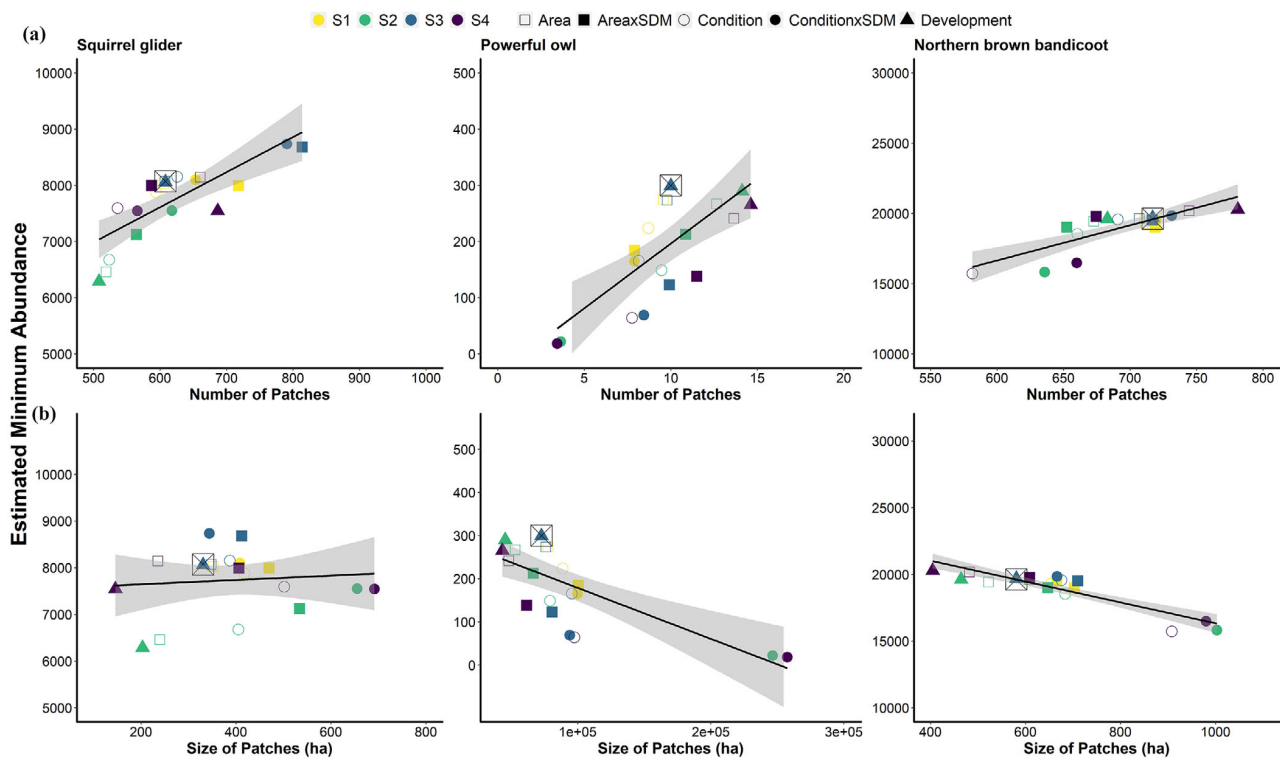 S1 S2 S3 S4 Area AreaxSDM Condition ConditionxSDM Development
(a)
Squirrel glider Powerful owl Northern brown bandicoot
Estimated Minimum Abundance
10000
9000
8000
7000
6000
5000
500 600 700 800 900 1000
Number of Patches
500
400
300
200
100
0
0 5 10 15 20
Number of Patches
30000
25000
20000
15000
10000
550 600 650 700 750 800
Number of Patches
(b)
10000
9000
8000
7000
6000
5000
200 400 600 800
Size of Patches (ha)
500
400
300
200
100
0
1e+05 2e+05 3e+05
Size of Patches (ha)
30000
25000
20000
15000
10000
400 600 800 1000
Size of Patches (ha)